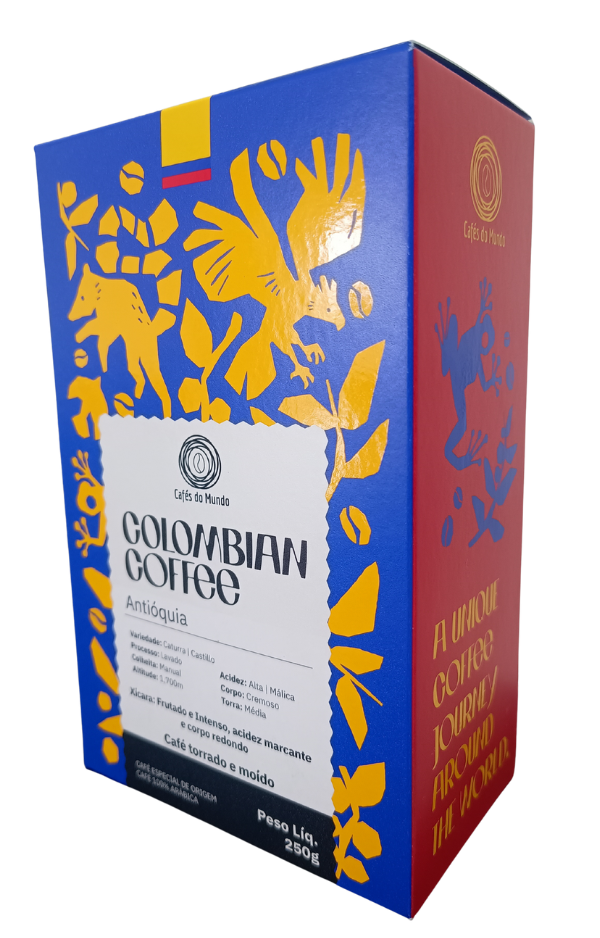 Cafés do Mundo
COLOMBIAN
COFFEE
Antióquia
Variedade: Caturra | Castillo
Processo: Lavado
Colheita: Manual
Altitude: 1,700m
Acidez: Alta | Málica
Corpo: Cremoso
Torra: Média
Xícara: Frutado e Intenso, acidez marcante
e corpo redondo
Café torrado e moído
CAFÉ ESPECIAL DE ORIGEM
CAFÉ 100% ARÁBICA
Peso Líq.
250g
Cafés do Mundo
A UNIQUE
COFFEE
JOURNEY
AROUND
THE WORLD.